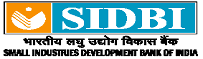 SIDBI
भारतीय लघु उद्योग विकास बैंक
SMALL INDUSTRIES DEVELOPMENT BANK OF INDIA